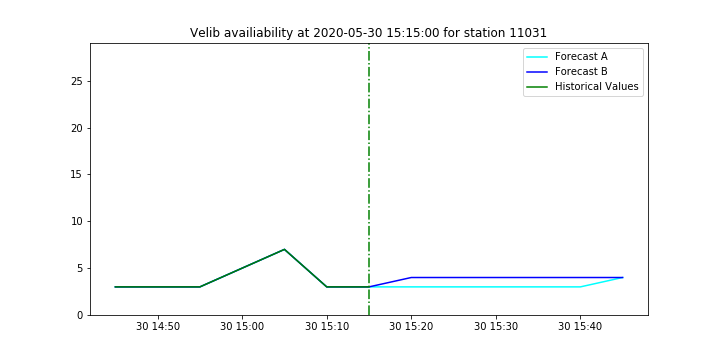 Velib availiability at 2020-05-30 15:15:00 for station 11031
Forecast A
Forecast B
Historical Values
25
20
15
10
5
0
30 14:50 30 15:00 30 15:10 30 15:20 30 15:30 30 15:40